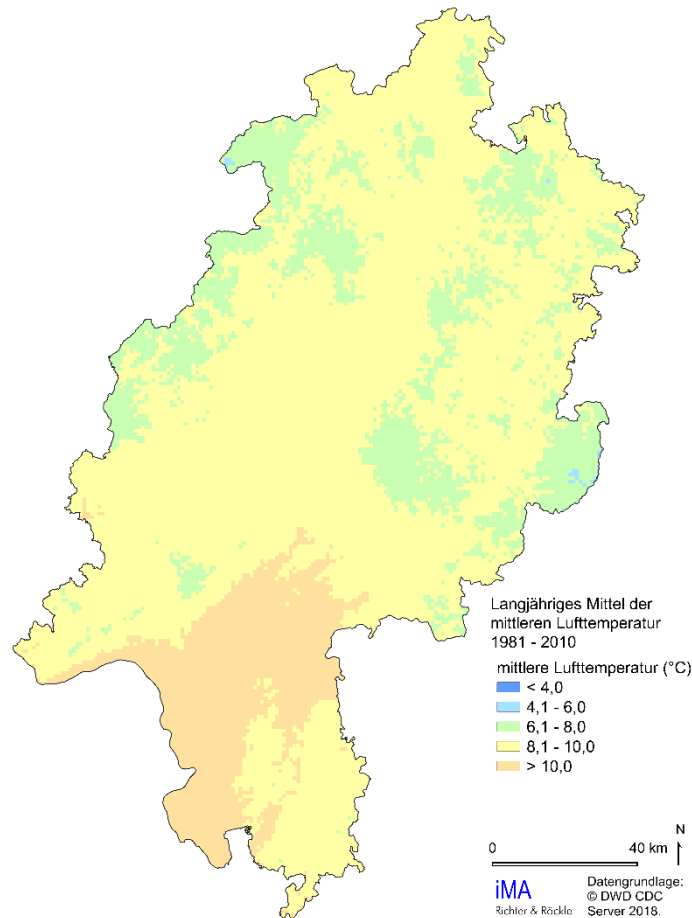 Langjähriges Mittel der
mittleren Lufttemperatur
1981 - 2010
mittlere Lufttemperatur (°C)
< 4,0
4,1 - 6,0
6,1 - 8,0
8,1 - 10,0
> 10,0
N
0 40 km
iMA
Richter & Röckle
Datengrundlage:
© DWD CDC
Server 2018.